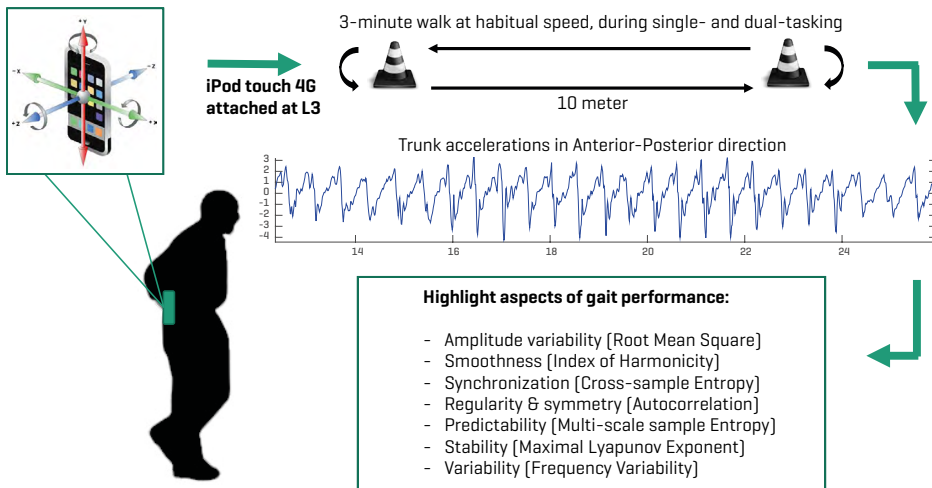 +Y
-X
-Z
+Z
+X
iPod touch 4G
attached at L3
3-minute walk at habitual speed, during single- and dual-tasking
10 meter
Trunk accelerations in Anterior-Posterior direction
3
2
1
0
-1
-2
-3
-4
14
16
18
20
22
24
Highlight aspects of gait performance:
- Amplitude variability (Root Mean Square)
- Smoothness (Index of Harmonicity)
- Synchronization (Cross-sample Entropy)
- Regularity & symmetry (Autocorrelation)
- Predictability (Multi-scale sample Entropy)
- Stability (Maximal Lyapunov Exponent)
- Variability (Frequency Variability)